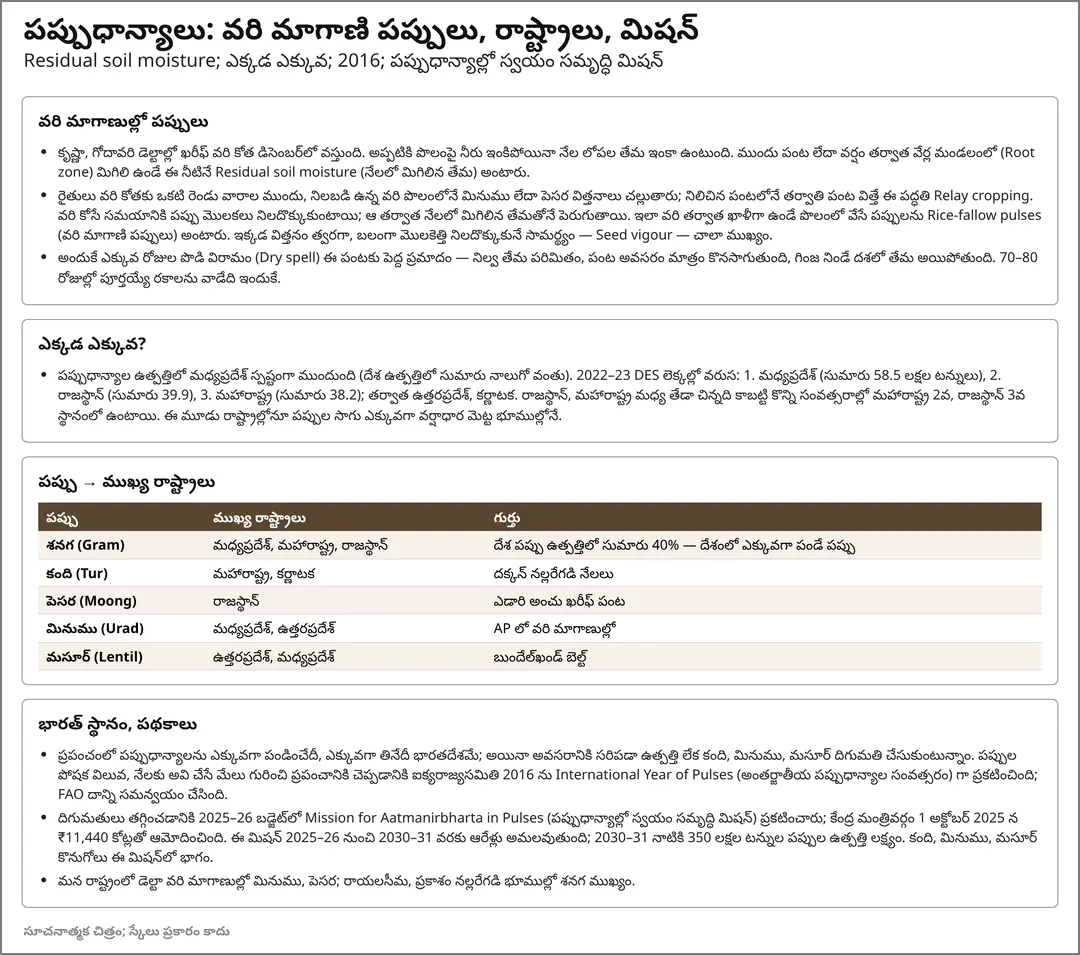 పప్పుధాన్యాలు: వరి మాగాణి పప్పులు, రాష్ట్రాలు, మిషన్
Residual soil moisture; ఎక్కడ ఎక్కువ; 2016; పప్పుధాన్యాల్లో స్వయం సమృద్ధి మిషన్
వరి మాగాణుల్లో పప్పులు
• కృష్ణా, గోదావరి డెల్టాల్లో ఖరీఫ్ వరి కోత డిసెంబర్‌లో వస్తుంది. అప్పటికి పొలంపై నీరు ఇంకిపోయినా నేల లోపల తేమ ఇంకా ఉంటుంది. ముందు పంట లేదా వర్షం తర్వాత వేర్ల మండలంలో (Root
zone) మిగిలి ఉండే ఈ నీటినే Residual soil moisture (నేలలో మిగిలిన తేమ) అంటారు.
• రైతులు వరి కోతకు ఒకటి రెండు వారాల ముందు, నిలబడి ఉన్న వరి పొలంలోనే మినుము లేదా పెసర విత్తనాలు చల్లుతారు; నిలిచిన పంటలోనే తర్వాతి పంట విత్తే ఈ పద్ధతి Relay cropping.
వరి కోసే సమయానికి పప్పు మొలకలు నిలదొక్కుకుంటాయి; ఆ తర్వాత నేలలో మిగిలిన తేమతోనే పెరుగుతాయి. ఇలా వరి తర్వాత ఖాళీగా ఉండే పొలంలో వేసే పప్పులను Rice-fallow pulses
(వరి మాగాణి పప్పులు) అంటారు. ఇక్కడ విత్తనం త్వరగా, బలంగా మొలకెత్తి నిలదొక్కుకునే సామర్థ్యం — Seed vigour — చాలా ముఖ్యం.
• అందుకే ఎక్కువ రోజుల పొడి విరామం (Dry spell) ఈ పంటకు పెద్ద ప్రమాదం — నిల్వ తేమ పరిమితం, పంట అవసరం మాత్రం కొనసాగుతుంది, గింజ నిండే దశలో తేమ అయిపోతుంది. 70–80
రోజుల్లో పూర్తయ్యే రకాలను వాడేది ఇందుకే.
ఎక్కడ ఎక్కువ?
• పప్పుధాన్యాల ఉత్పత్తిలో మధ్యప్రదేశ్ స్పష్టంగా ముందుంది (దేశ ఉత్పత్తిలో సుమారు నాలుగో వంతు). 2022–23 DES లెక్కల్లో వరుస: 1. మధ్యప్రదేశ్ (సుమారు 58.5 లక్షల టన్నులు), 2.
రాజస్థాన్ (సుమారు 39.9), 3. మహారాష్ట్ర (సుమారు 38.2); తర్వాత ఉత్తరప్రదేశ్, కర్ణాటక. రాజస్థాన్, మహారాష్ట్ర మధ్య తేడా చిన్నది కాబట్టి కొన్ని సంవత్సరాల్లో మహారాష్ట్ర 2వ, రాజస్థాన్ 3వ
స్థానంలో ఉంటాయి. ఈ మూడు రాష్ట్రాల్లోనూ పప్పుల సాగు ఎక్కువగా వర్షాధార మెట్ట భూముల్లోనే.
పప్పు → ముఖ్య రాష్ట్రాలు
పప్పు ముఖ్య రాష్ట్రాలు గుర్తు
శనగ (Gram) మధ్యప్రదేశ్, మహారాష్ట్ర, రాజస్థాన్ దేశ పప్పు ఉత్పత్తిలో సుమారు 40% — దేశంలో ఎక్కువగా పండే పప్పు
కంది (Tur) మహారాష్ట్ర, కర్ణాటక దక్కన్ నల్లరేగడి నేలలు
పెసర (Moong) రాజస్థాన్ ఎడారి అంచు ఖరీఫ్ పంట
మినుము (Urad) మధ్యప్రదేశ్, ఉత్తరప్రదేశ్ AP లో వరి మాగాణుల్లో
మసూర్ (Lentil) ఉత్తరప్రదేశ్, మధ్యప్రదేశ్ బుందేల్‌ఖండ్ బెల్ట్
భారత్ స్థానం, పథకాలు
• ప్రపంచంలో పప్పుధాన్యాలను ఎక్కువగా పండించేదీ, ఎక్కువగా తినేదీ భారతదేశమే; అయినా అవసరానికి సరిపడా ఉత్పత్తి లేక కంది, మినుము, మసూర్ దిగుమతి చేసుకుంటున్నాం. పప్పుల
పోషక విలువ, నేలకు అవి చేసే మేలు గురించి ప్రపంచానికి చెప్పడానికి ఐక్యరాజ్యసమితి 2016 ను International Year of Pulses (అంతర్జాతీయ పప్పుధాన్యాల సంవత్సరం) గా ప్రకటించింది;
FAO దాన్ని సమన్వయం చేసింది.
• దిగుమతులు తగ్గించడానికి 2025–26 బడ్జెట్‌లో Mission for Aatmanirbharta in Pulses (పప్పుధాన్యాల్లో స్వయం సమృద్ధి మిషన్) ప్రకటించారు; కేంద్ర మంత్రివర్గం 1 అక్టోబర్ 2025 న
₹11,440 కోట్లతో ఆమోదించింది. ఈ మిషన్ 2025–26 నుంచి 2030–31 వరకు ఆరేళ్లు అమలవుతుంది; 2030–31 నాటికి 350 లక్షల టన్నుల పప్పుల ఉత్పత్తి లక్ష్యం. కంది, మినుము, మసూర్
కొనుగోలు ఈ మిషన్‌లో భాగం.
• మన రాష్ట్రంలో డెల్టా వరి మాగాణుల్లో మినుము, పెసర; రాయలసీమ, ప్రకాశం నల్లరేగడి భూముల్లో శనగ ముఖ్యం.
సూచనాత్మక చిత్రం; స్కేలు ప్రకారం కాదు